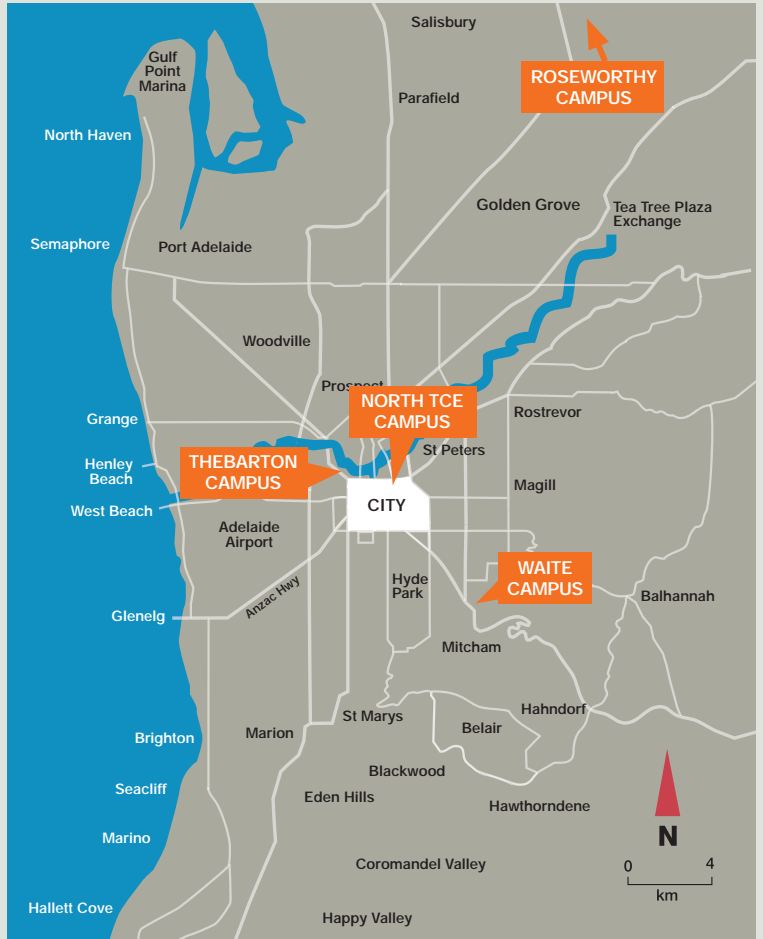 Salisbury
Gulf
Point
Marina
ROSEWORTHY
CAMPUS
Parafield
North Haven
Golden Grove
Tea Tree Plaza
Exchange
Semaphore
Port Adelaide
Woodville
Prospect
NORTH TCE
CAMPUS
Grange
Rostrevor
St Peters
THEBARTON
CAMPUS
Henley
Beach
Magill
CITY
West Beach
Adelaide
Airport
WAITE
CAMPUS
Hyde
Park
Anzac Hwy
Balhannah
Glenelg
Mitcham
Hahndorf
St Marys
Belair
Marion
Brighton
Blackwood
Seacliff
Eden Hills
Hawthorndene
Marino
N
Coromandel Valley
0 4
km
Hallett Cove
Happy Valley